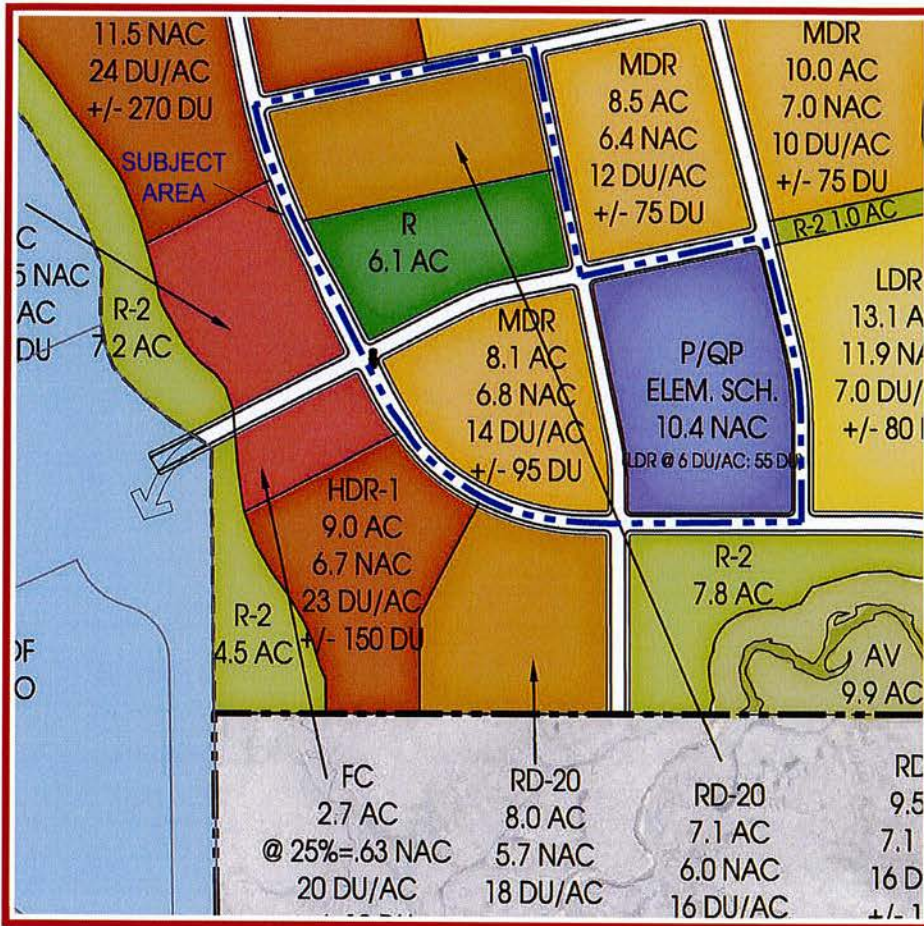 11.5 NAC
24 DU/AC
+/- 270 DU
SUBJECT
AREA
MDR
8.5 AC
6.4 NAC
12 DU/AC
+/- 75 DU
MDR
10.0 AC
7.0 NAC
10 DU/AC
+/- 75 DU
R-2 1.0 AC
R
6.1 AC
C
5 NAC
AC
DU
R-2
7.2 AC
MDR
8.1 AC
6.8 NAC
14 DU/AC
+/- 95 DU
P/QP
ELEM. SCH.
10.4 NAC
(LDR @ 6 DU/AC: 55 DU)
LDR
13.1 A
11.9 NA
7.0 DU/
+/- 80
HDR-1
9.0 AC
6.7 NAC
23 DU/AC
+/- 150 DU
R-2
4.5 AC
R-2
7.8 AC
AV
9.9 AC
OF
O
FC
2.7 AC
@ 25%=.63 NAC
20 DU/AC
RD-20
8.0 AC
5.7 NAC
18 DU/AC
RD-20
7.1 AC
6.0 NAC
16 DU/AC
RD
9.5
7.1
16 D
+/- 1